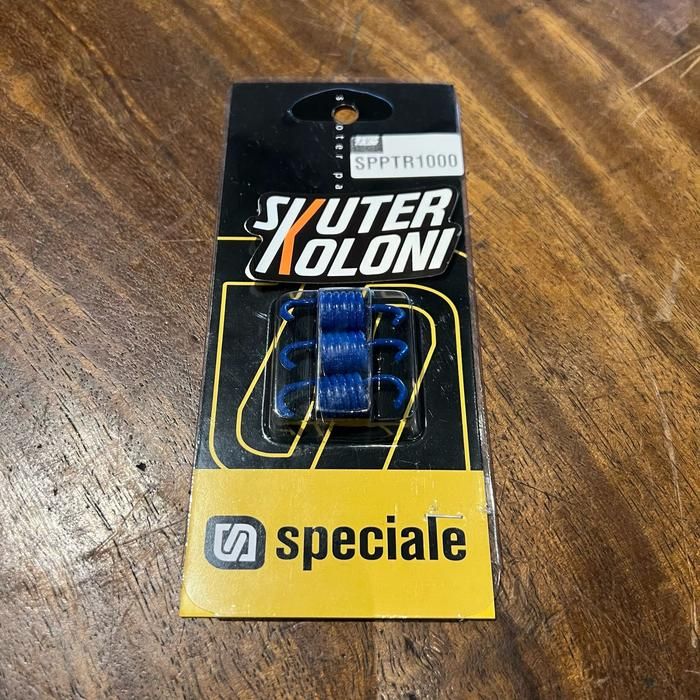 SPPTR1000
SKUTER
KOLONI
speciale